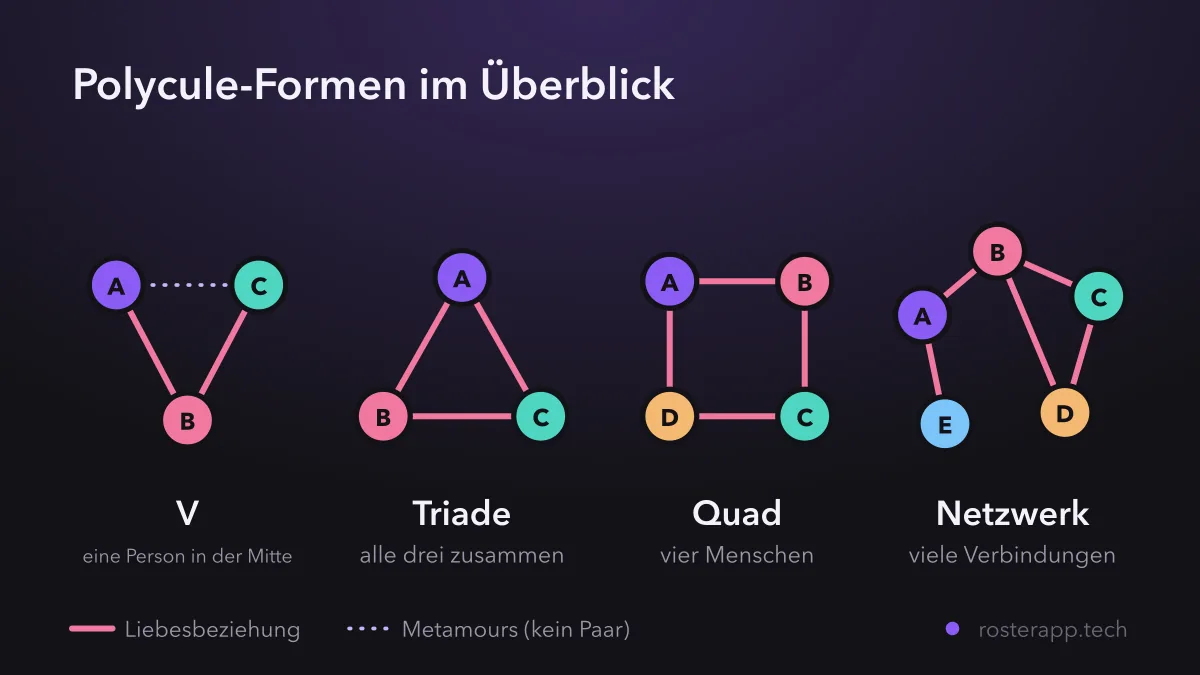 Polycule-Formen im Überblick
A
C
B
V
eine Person in der Mitte
A
B
C
Triade
alle drei zusammen
A
B
D
C
Quad
vier Menschen
B
C
A
D
E
Netzwerk
viele Verbindungen
Liebesbeziehung
Metamours (kein Paar)
rosterapp.tech